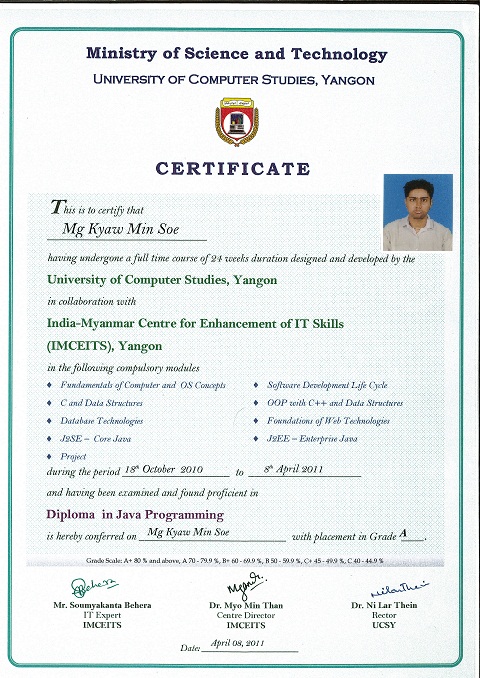 Ministry of Science and Technology
UNIVERSITY OF COMPUTER STUDIES, YANGON
CERTIFICATE
This is to certify that
Mg Kyaw Min Soe
having undergone a full time course of 24 weeks duration designed and developed by the
University of Computer Studies, Yangon
in collaboration with
India-Myanmar Centre for Enhancement of IT Skills
(IMCEITS), Yangon
in the following compulsory modules
♦ Fundamentals of Computer and OS Concepts
♦ Software Development Life Cycle
♦ C and Data Structures
♦ OOP with C++ and Data Structures
♦ Database Technologies
♦ Foundations of Web Technologies
♦ J2SE – Core Java
♦ J2EE – Enterprise Java
♦ Project
during the period 18th October 2010 to 8th April 2011
and having been examined and found proficient in
Diploma in Java Programming
is hereby conferred on Mg Kyaw Min Soe with placement in Grade A.
Grade Scale: A+ 80 % and above, A 70 - 79.9 %, B+ 60 - 69.9 %, B 50 - 59.9 %, C+ 45 - 49.9 %, C 40 - 44.9 %
Behera
Mr. Soumyakanta Behera
IT Expert
IMCEITS
Dr. Myo Min Than
Centre Director
IMCEITS
Ni Lar Thein
Dr. Ni Lar Thein
Rector
UCSY
Date: April 08, 2011